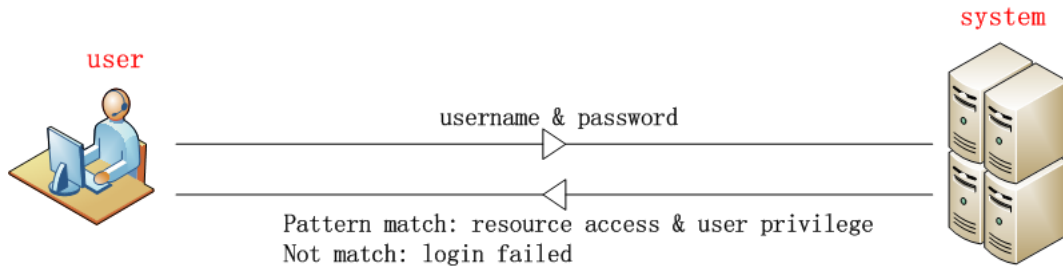 system
user
username & password
Pattern match: resource access & user privilege
Not match: login failed